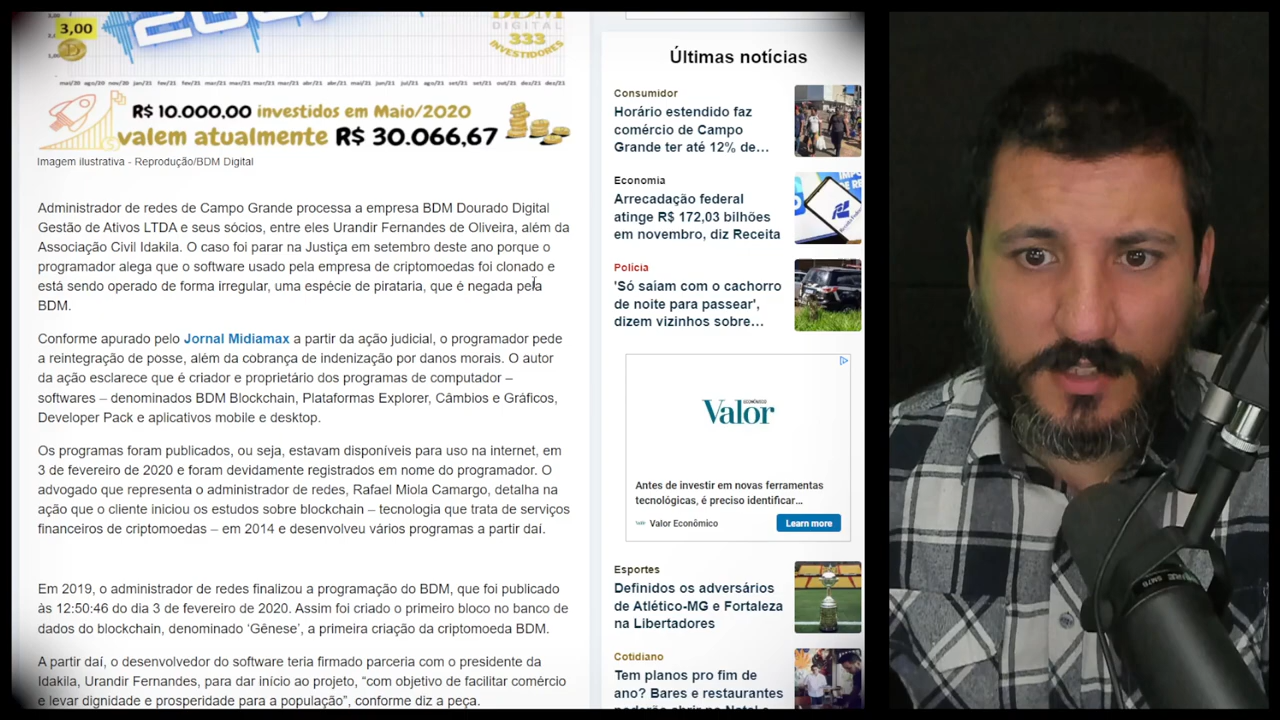 3,00
BDM
DIGITAL
333
INVESTIDORES
R$ 10.000,00 investidos em Maio/2020
valem atualmente R$ 30.066,67
Imagem ilustrativa - Reprodução/BDM Digital
Administrador de redes de Campo Grande processa a empresa BDM Dourado Digital
Gestão de Ativos LTDA e seus sócios, entre eles Urandir Fernandes de Oliveira, além da
Associação Civil Idakila. O caso foi parar na Justiça em setembro deste ano porque o
programador alega que o software usado pela empresa de criptomoedas foi clonado e
está sendo operado de forma irregular, uma espécie de pirataria, que é negada pela
BDM.
Conforme apurado pelo Jornal Midiamax a partir da ação judicial, o programador pede
a reintegração de posse, além da cobrança de indenização por danos morais. O autor
da ação esclarece que é criador e proprietário dos programas de computador –
softwares – denominados BDM Blockchain, Plataformas Explorer, Câmbios e Gráficos,
Developer Pack e aplicativos mobile e desktop.
Os programas foram publicados, ou seja, estavam disponíveis para uso na internet, em
3 de fevereiro de 2020 e foram devidamente registrados em nome do programador. O
advogado que representa o administrador de redes, Rafael Miola Camargo, detalha na
ação que o cliente iniciou os estudos sobre blockchain – tecnologia que trata de serviços
financeiros de criptomoedas – em 2014 e desenvolveu vários programas a partir daí.
Em 2019, o administrador de redes finalizou a programação do BDM, que foi publicado
às 12:50:46 do dia 3 de fevereiro de 2020. Assim foi criado o primeiro bloco no banco de
dados do blockchain, denominado ‘Gênese’, a primeira criação da criptomoeda BDM.
A partir daí, o desenvolvedor do software teria firmado parceria com o presidente da
Idakila, Urandir Fernandes, para dar início ao projeto, “com objetivo de facilitar comércio
e levar dignidade e prosperidade para a população”, conforme diz a peça.
Últimas notícias
Consumidor
Horário estendido faz
comércio de Campo
Grande ter até 12% de...
Economia
Arrecadação federal
atinge R$ 172,03 bilhões
em novembro, diz Receita
Polícia
'Só saíam com o cachorro
de noite para passear',
dizem vizinhos sobre...
ECONÔMICO
Valor
Antes de investir em novas ferramentas
tecnológicas, é preciso identificar...
Valor Econômico
Learn more
Esportes
Definidos os adversários
de Atlético-MG e Fortaleza
na Libertadores
Cotidiano
Tem planos pro fim de
ano? Bares e restaurantes
poderão abrir no Natal e